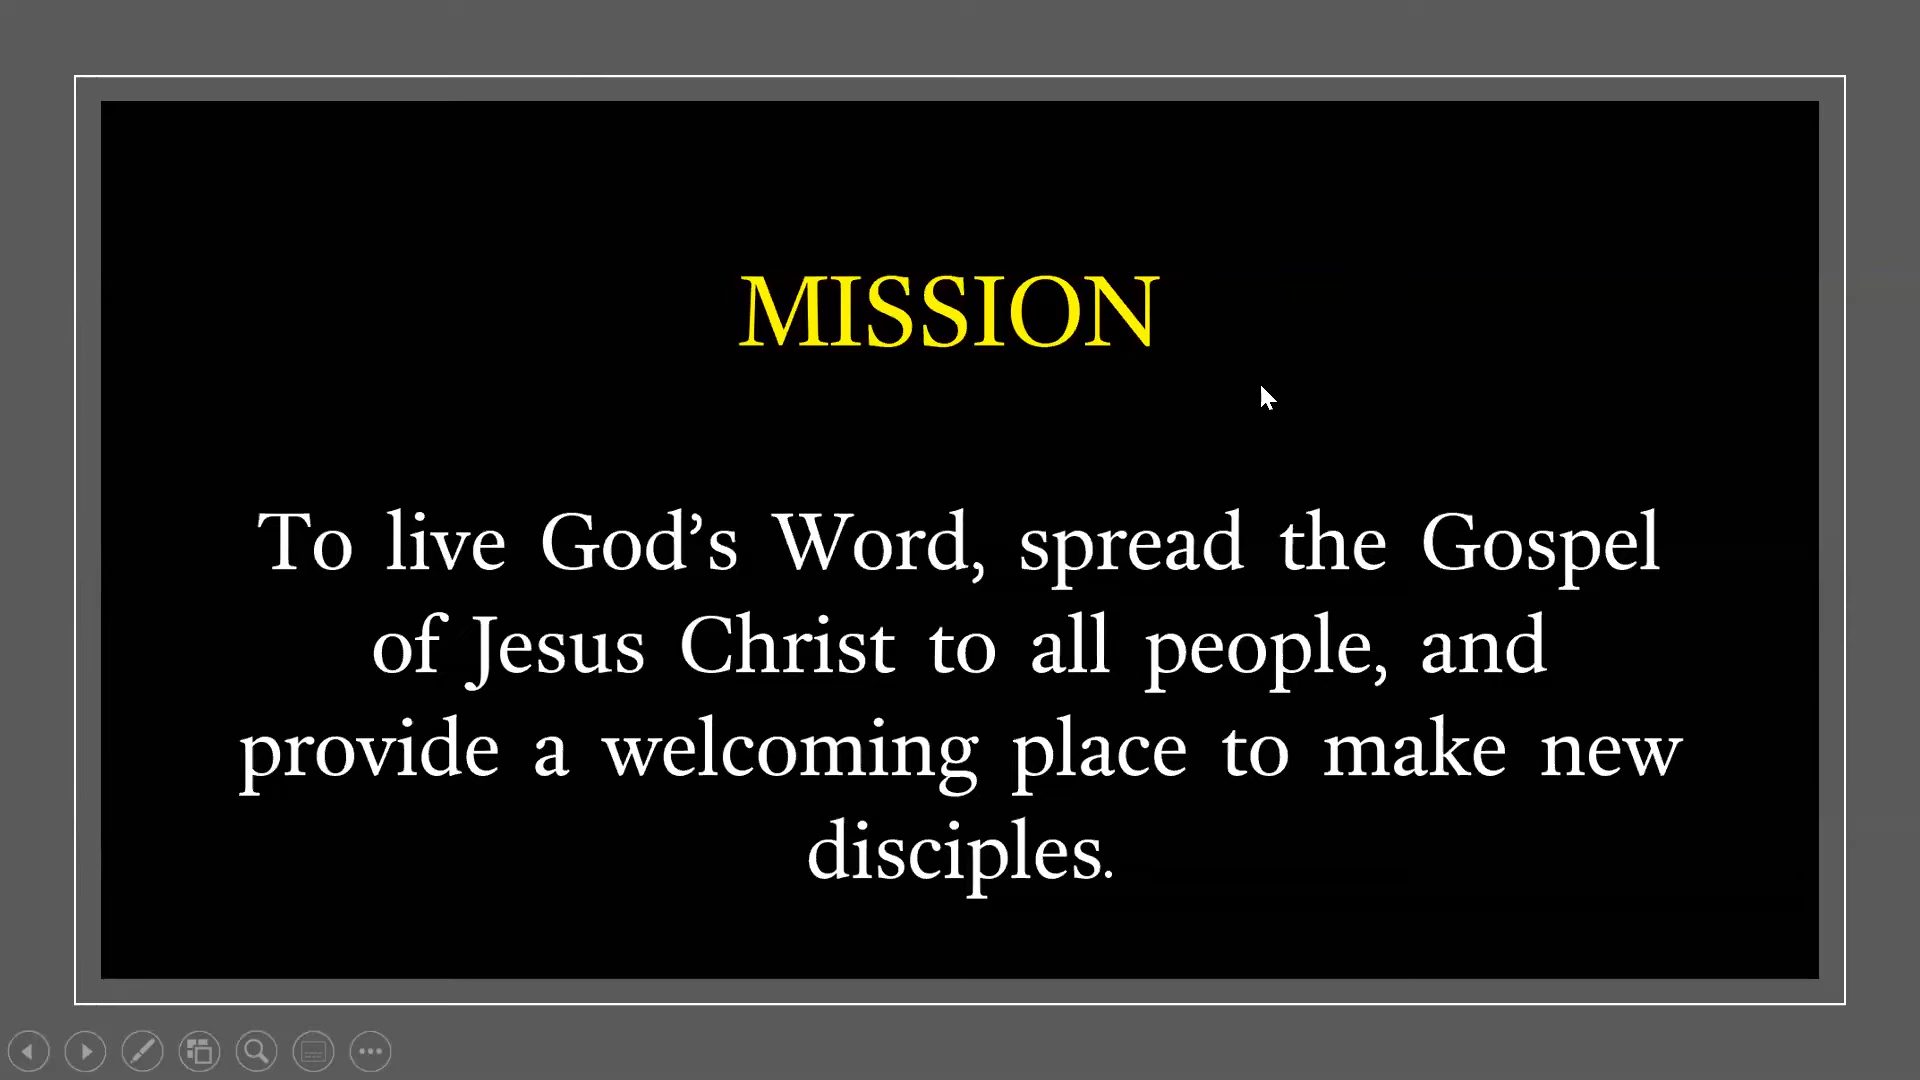 MISSION
To live God’s Word, spread the Gospel
of Jesus Christ to all people, and
provide a welcoming place to make new
disciples.